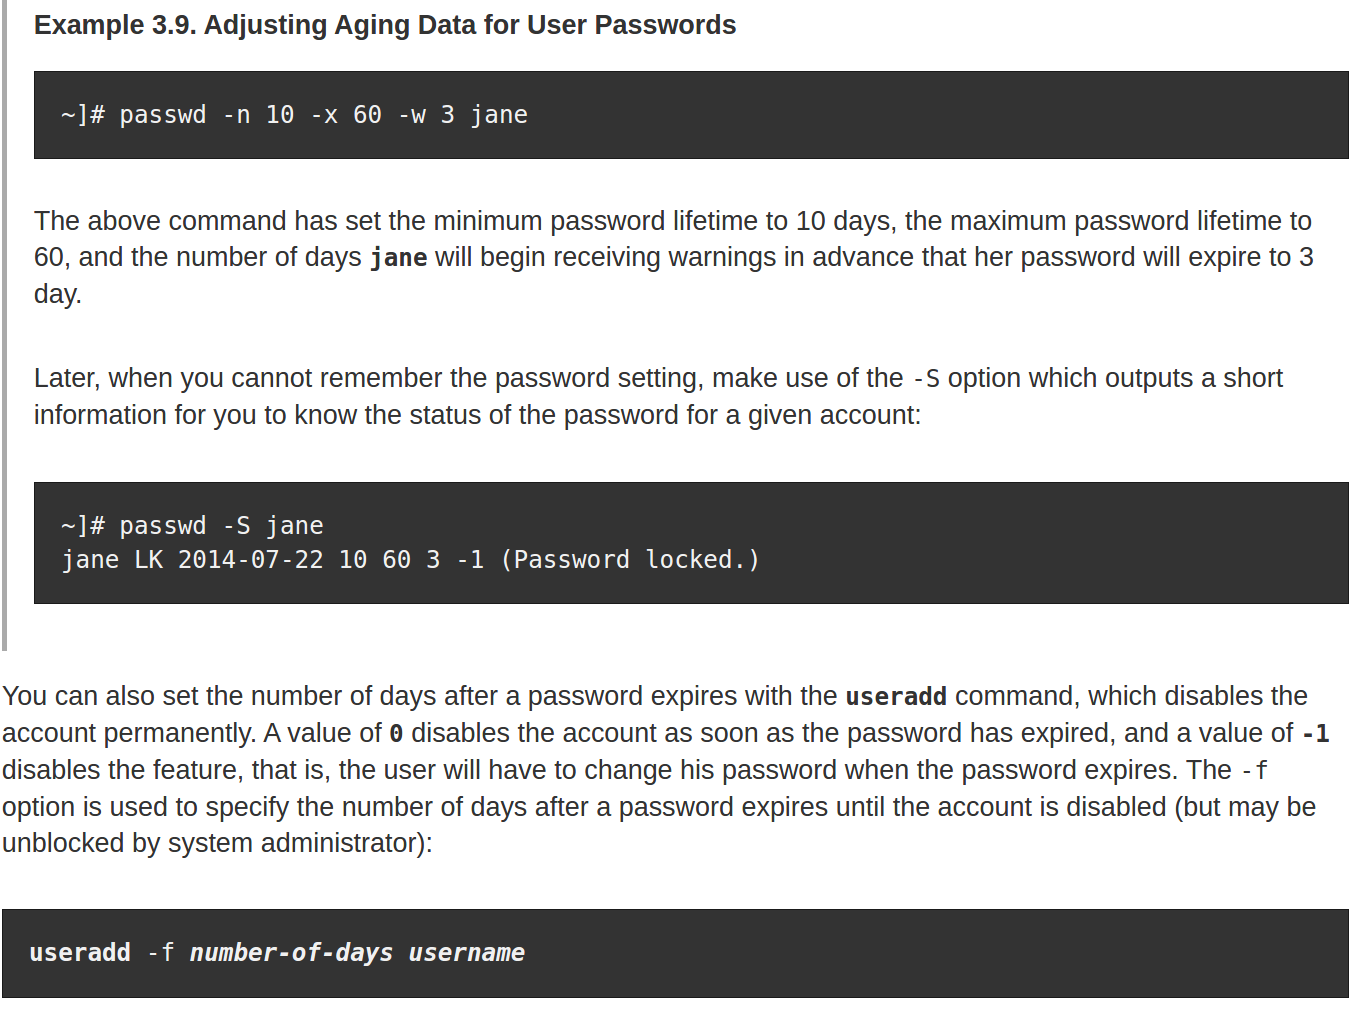 Example 3.9. Adjusting Aging Data for User Passwords
~]# passwd -n 10 -x 60 -w 3 jane
The above command has set the minimum password lifetime to 10 days, the maximum password lifetime to
60, and the number of days jane will begin receiving warnings in advance that her password will expire to 3
day.
Later, when you cannot remember the password setting, make use of the -S option which outputs a short
information for you to know the status of the password for a given account:
~]# passwd -S jane
jane LK 2014-07-22 10 60 3 -1 (Password locked.)
You can also set the number of days after a password expires with the useradd command, which disables the
account permanently. A value of 0 disables the account as soon as the password has expired, and a value of -1
disables the feature, that is, the user will have to change his password when the password expires. The -f
option is used to specify the number of days after a password expires until the account is disabled (but may be
unblocked by system administrator):
useradd -f number-of-days username